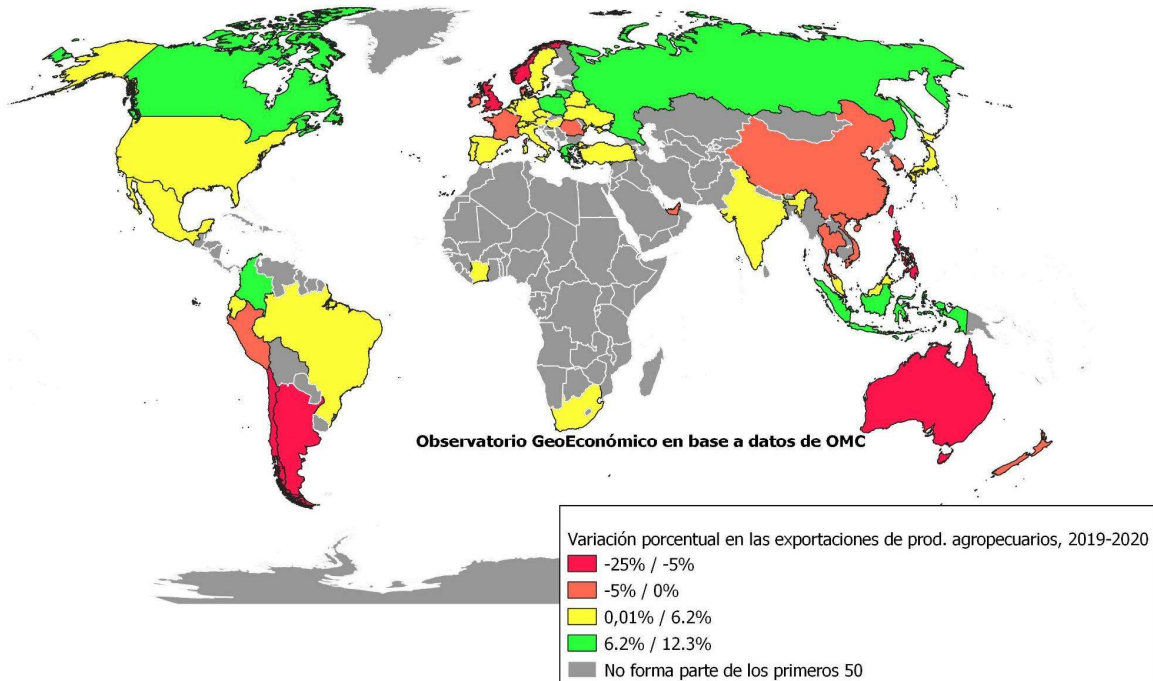 Observatorio GeoEconómico en base a datos de OMC
Variación porcentual en las exportaciones de prod. agropecuarios, 2019-2020
-25% / -5%
-5% / 0%
0,01% / 6.2%
6.2% / 12.3%
No forma parte de los primeros 50